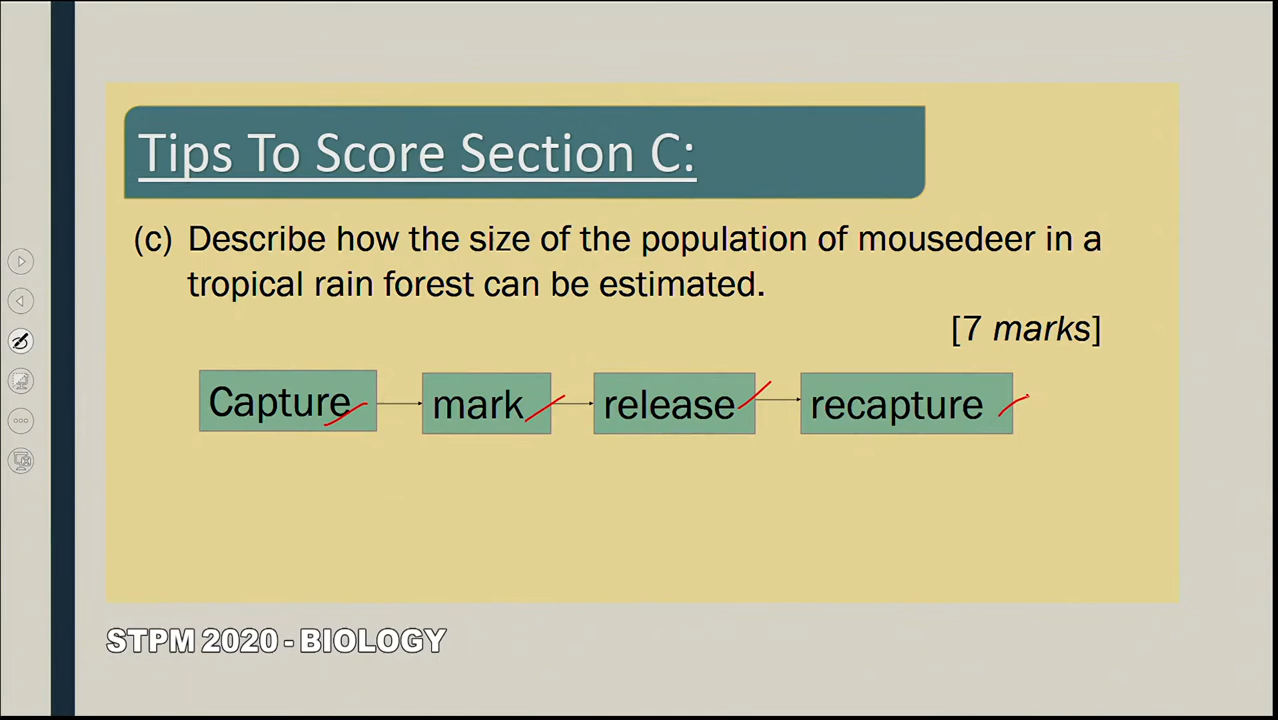 Tips To Score Section C:
(c) Describe how the size of the population of mousedeer in a
tropical rain forest can be estimated.
[7 marks]
Capture mark release recapture
STPM 2020 - BIOLOGY